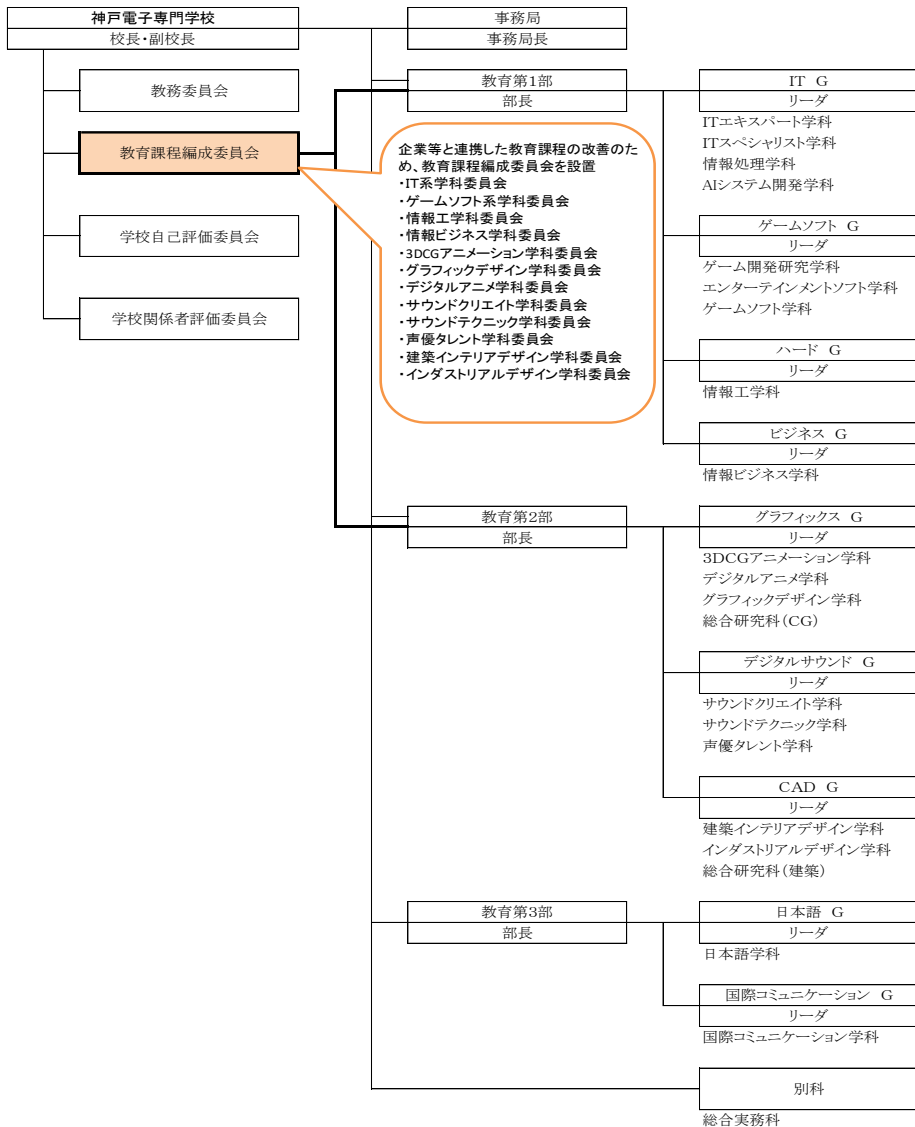 神戸電子専門学校
校長・副校長
教務委員会
教育課程編成委員会
学校自己評価委員会
学校関係者評価委員会
事務局
事務局長
教育第1部
部長
企業等と連携した教育課程の改善のた
め、教育課程編成委員会を設置
・IT系学科委員会
・ゲームソフト系学科委員会
・情報工学科委員会
・情報ビジネス学科委員会
・3DCGアニメーション学科委員会
・グラフィックデザイン学科委員会
・デジタルアニメ学科委員会
・サウンドクリエイト学科委員会
・サウンドテクニック学科委員会
・声優タレント学科委員会
・建築インテリアデザイン学科委員会
・インダストリアルデザイン学科委員会
IT G
リーダ
ITエキスパート学科
ITスペシャリスト学科
情報処理学科
AIシステム開発学科
ゲームソフト G
リーダ
ゲーム開発研究学科
エンターテインメントソフト学科
ゲームソフト学科
ハード G
リーダ
情報工学科
ビジネス G
リーダ
情報ビジネス学科
教育第2部
部長
グラフィックス G
リーダ
3DCGアニメーション学科
デジタルアニメ学科
グラフィックデザイン学科
総合研究科(CG)
デジタルサウンド G
リーダ
サウンドクリエイト学科
サウンドテクニック学科
声優タレント学科
CAD G
リーダ
建築インテリアデザイン学科
インダストリアルデザイン学科
総合研究科(建築)
教育第3部
部長
日本語 G
リーダ
日本語学科
国際コミュニケーション G
リーダ
国際コミュニケーション学科
別科
総合実務科